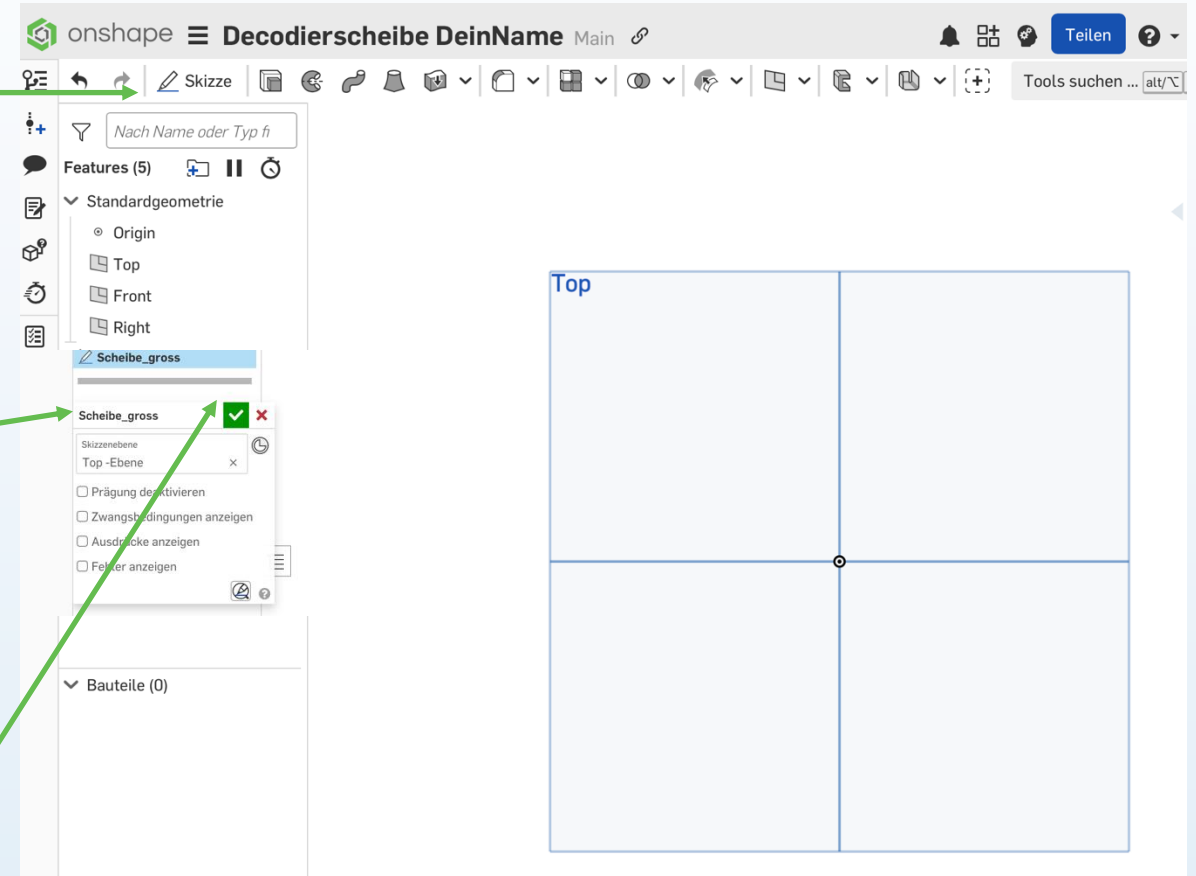 onshape Decodierscheibe DeinName Main Teilen
Skizze Tools suchen ... alt/⌥
Nach Name oder Typ fi
Features (5)
Standardgeometrie
Origin
Top
Front
Right
Scheibe_gross
Scheibe_gross
Skizzenebene
Top -Ebene
Prägung deaktivieren
Zwangsbedingungen anzeigen
Ausdrücke anzeigen
Fehler anzeigen
Bauteile (0)
Top